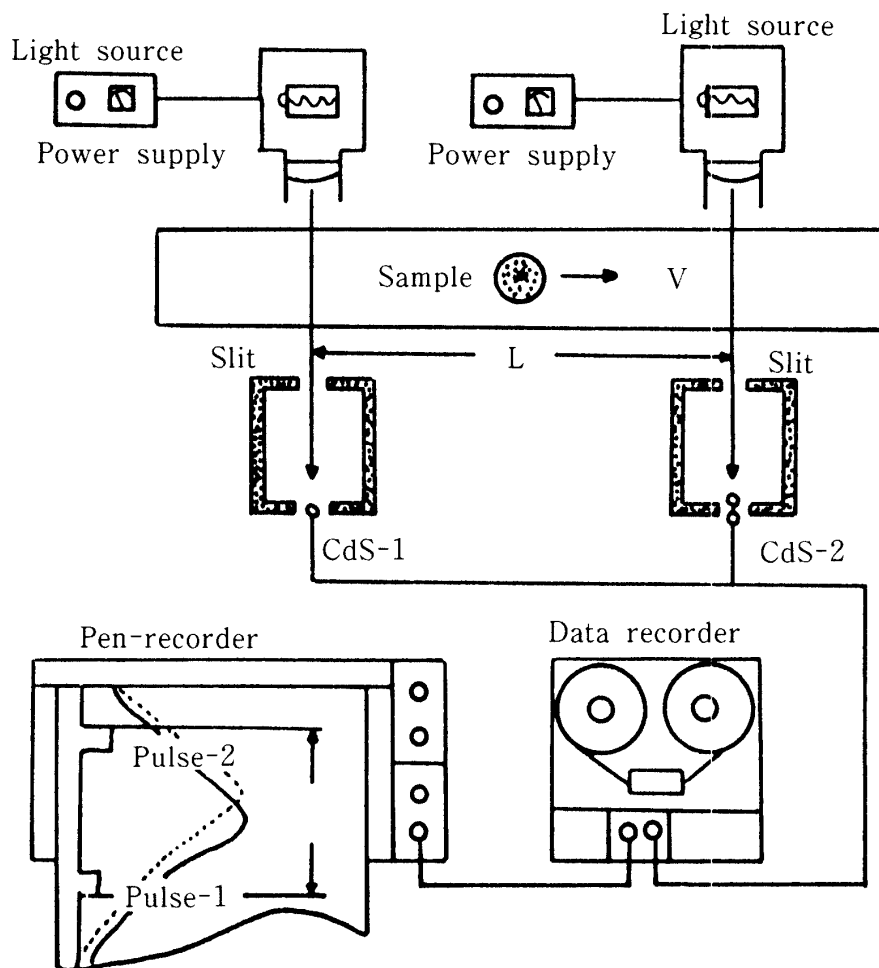 Light source
Light source
Power supply
Power supply
Sample
V
Slit
L
Slit
CdS-1
CdS-2
Pen-recorder
Data recorder
Pulse-2
Pulse-1